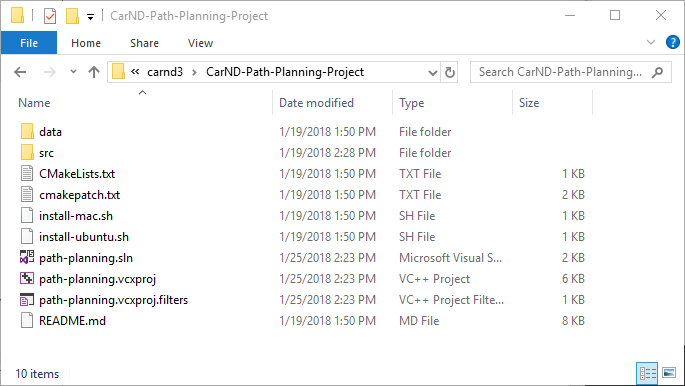 CarND-Path-Planning-Project
File Home Share View
carnd3 CarND-Path-Planning-Project Search CarND-Path-Planning...
Name Date modified Type Size
data 1/19/2018 1:50 PM File folder
src 1/19/2018 2:28 PM File folder
CMakeLists.txt 1/19/2018 1:50 PM TXT File 1 KB
cmakepatch.txt 1/19/2018 1:50 PM TXT File 2 KB
install-mac.sh 1/19/2018 1:50 PM SH File 1 KB
install-ubuntu.sh 1/19/2018 1:50 PM SH File 1 KB
path-planning.sln 1/25/2018 2:23 PM Microsoft Visual S... 2 KB
path-planning.vcxproj 1/25/2018 2:23 PM VC++ Project 6 KB
path-planning.vcxproj.filters 1/25/2018 2:23 PM VC++ Project Filte... 1 KB
README.md 1/19/2018 1:50 PM MD File 8 KB
10 items